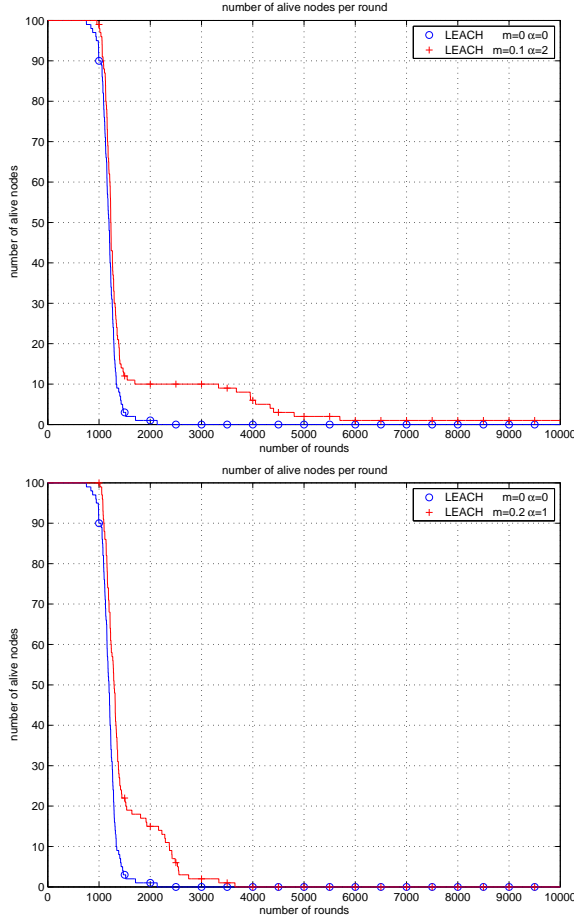 number of alive nodes per round
100
90
80
70
60
50
40
30
20
10
0
number of alive nodes
LEACH m=0 α=0
LEACH m=0.1 α=2
0 1000 2000 3000 4000 5000 6000 7000 8000 9000 10000
number of rounds
number of alive nodes per round
100
90
80
70
60
50
40
30
20
10
0
number of alive nodes
LEACH m=0 α=0
LEACH m=0.2 α=1
0 1000 2000 3000 4000 5000 6000 7000 8000 9000 10000
number of rounds